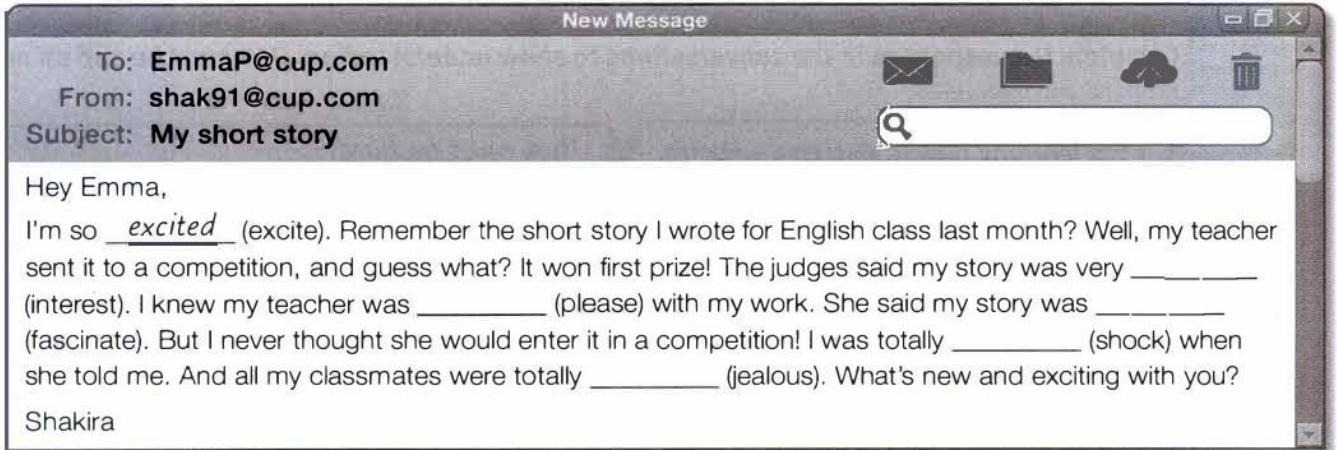 New Message
To: EmmaP@cup.com
From: shak91@cup.com
Subject: My short story
Hey Emma,
I'm so excited (excite). Remember the short story I wrote for English class last month? Well, my teacher
sent it to a competition, and guess what? It won first prize! The judges said my story was very __________
(interest). I knew my teacher was __________ (please) with my work. She said my story was __________
(fascinate). But I never thought she would enter it in a competition! I was totally __________ (shock) when
she told me. And all my classmates were totally __________ (jealous). What's new and exciting with you?
Shakira